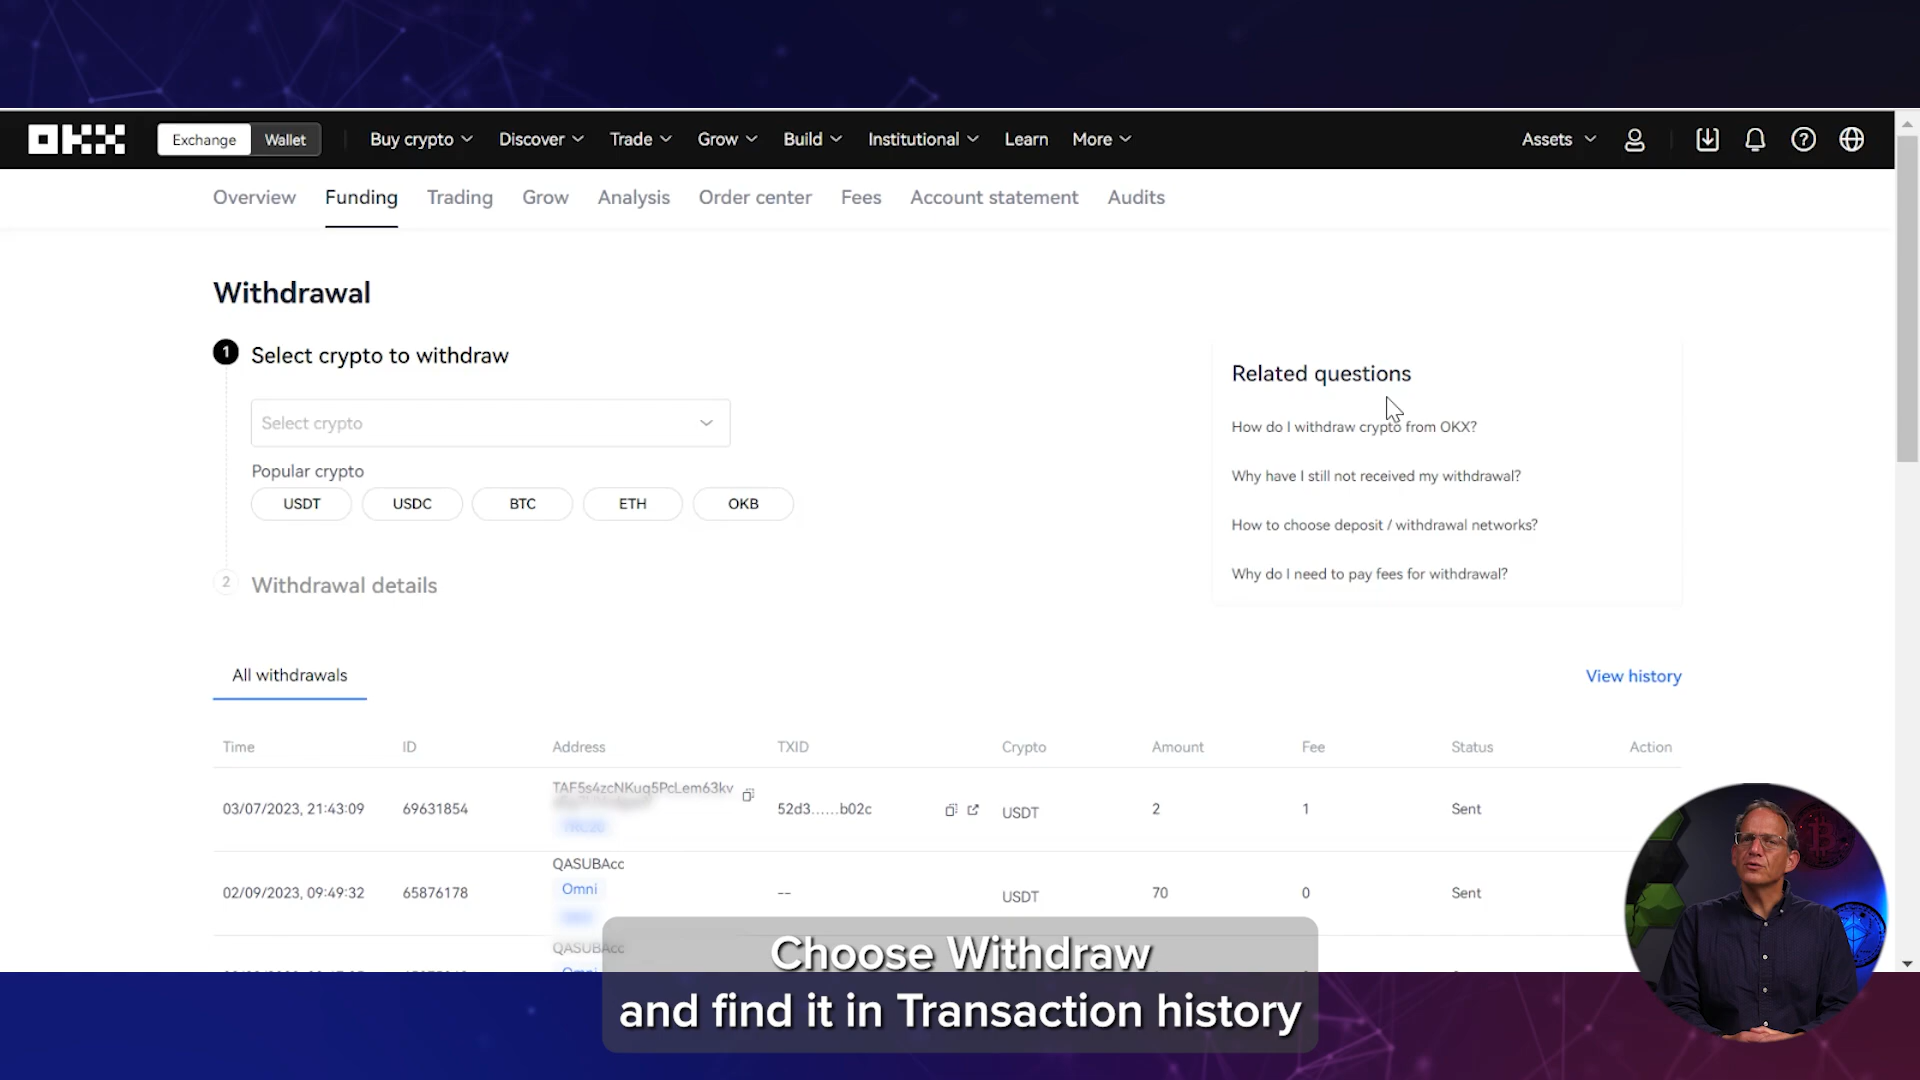 OKX
Exchange
Wallet
Buy crypto
Discover
Trade
Grow
Build
Institutional
Learn
More
Assets
Overview
Funding
Trading
Grow
Analysis
Order center
Fees
Account statement
Audits
Withdrawal
1
Select crypto to withdraw
Select crypto
Popular crypto
USDT
USDC
BTC
ETH
OKB
2
Withdrawal details
Related questions
How do I withdraw crypto from OKX?
Why have I still not received my withdrawal?
How to choose deposit / withdrawal networks?
Why do I need to pay fees for withdrawal?
All withdrawals
View history
Time ID Address TXID Crypto Amount Fee Status Action
TAF5s4zcNKug5PcLem63kv
03/07/2023, 21:43:09 69631854 52d3......b02c USDT 2 1 Sent
TRC20
QASUBAcc
02/09/2023, 09:49:32 65876178 Omni -- USDT 70 0 Sent
QASUBAcc
Choose Withdraw
and find it in Transaction history